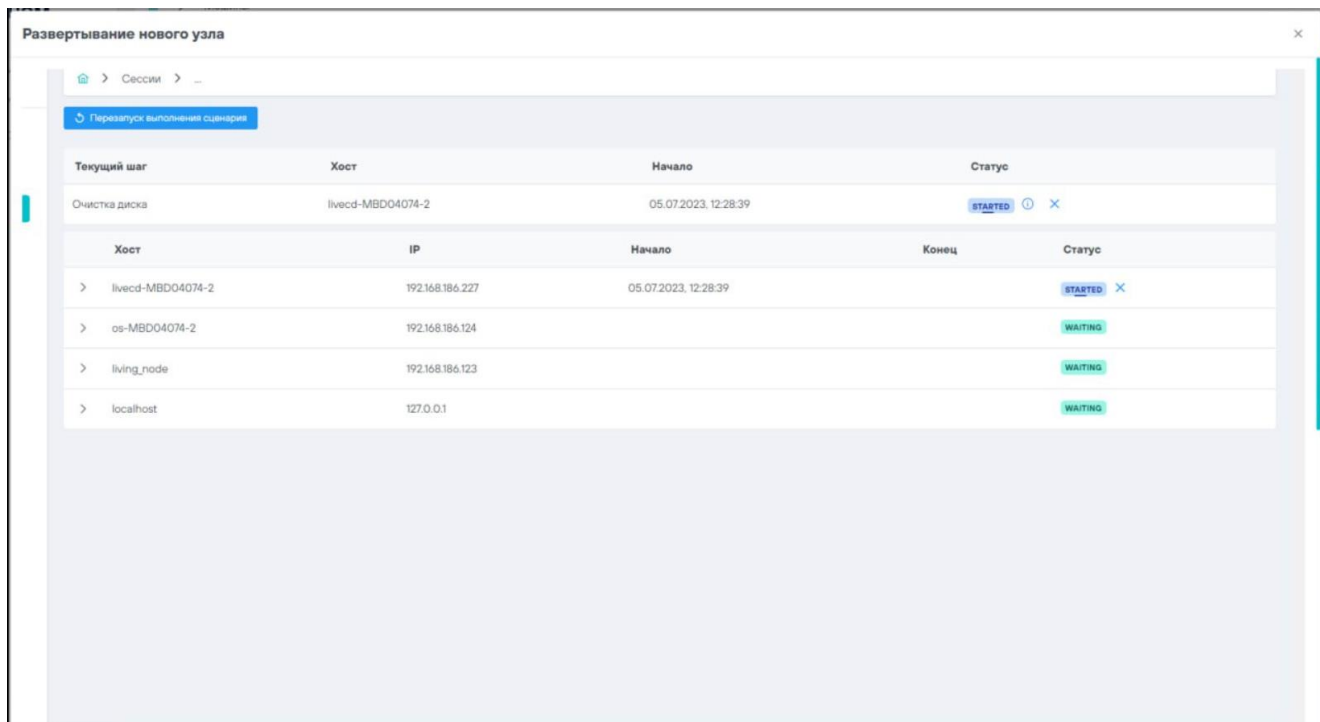 Развертывание нового узла
Сессии > ...
Перезапуск выполнения сценария
Текущий шаг Хост Начало Статус
Очистка диска livecd-MBD04074-2 05.07.2023, 12:28:39 STARTED
Хост IP Начало Конец Статус
livecd-MBD04074-2 192.168.186.227 05.07.2023, 12:28:39 STARTED
os-MBD04074-2 192.168.186.124 WAITING
living_node 192.168.186.123 WAITING
localhost 127.0.0.1 WAITING